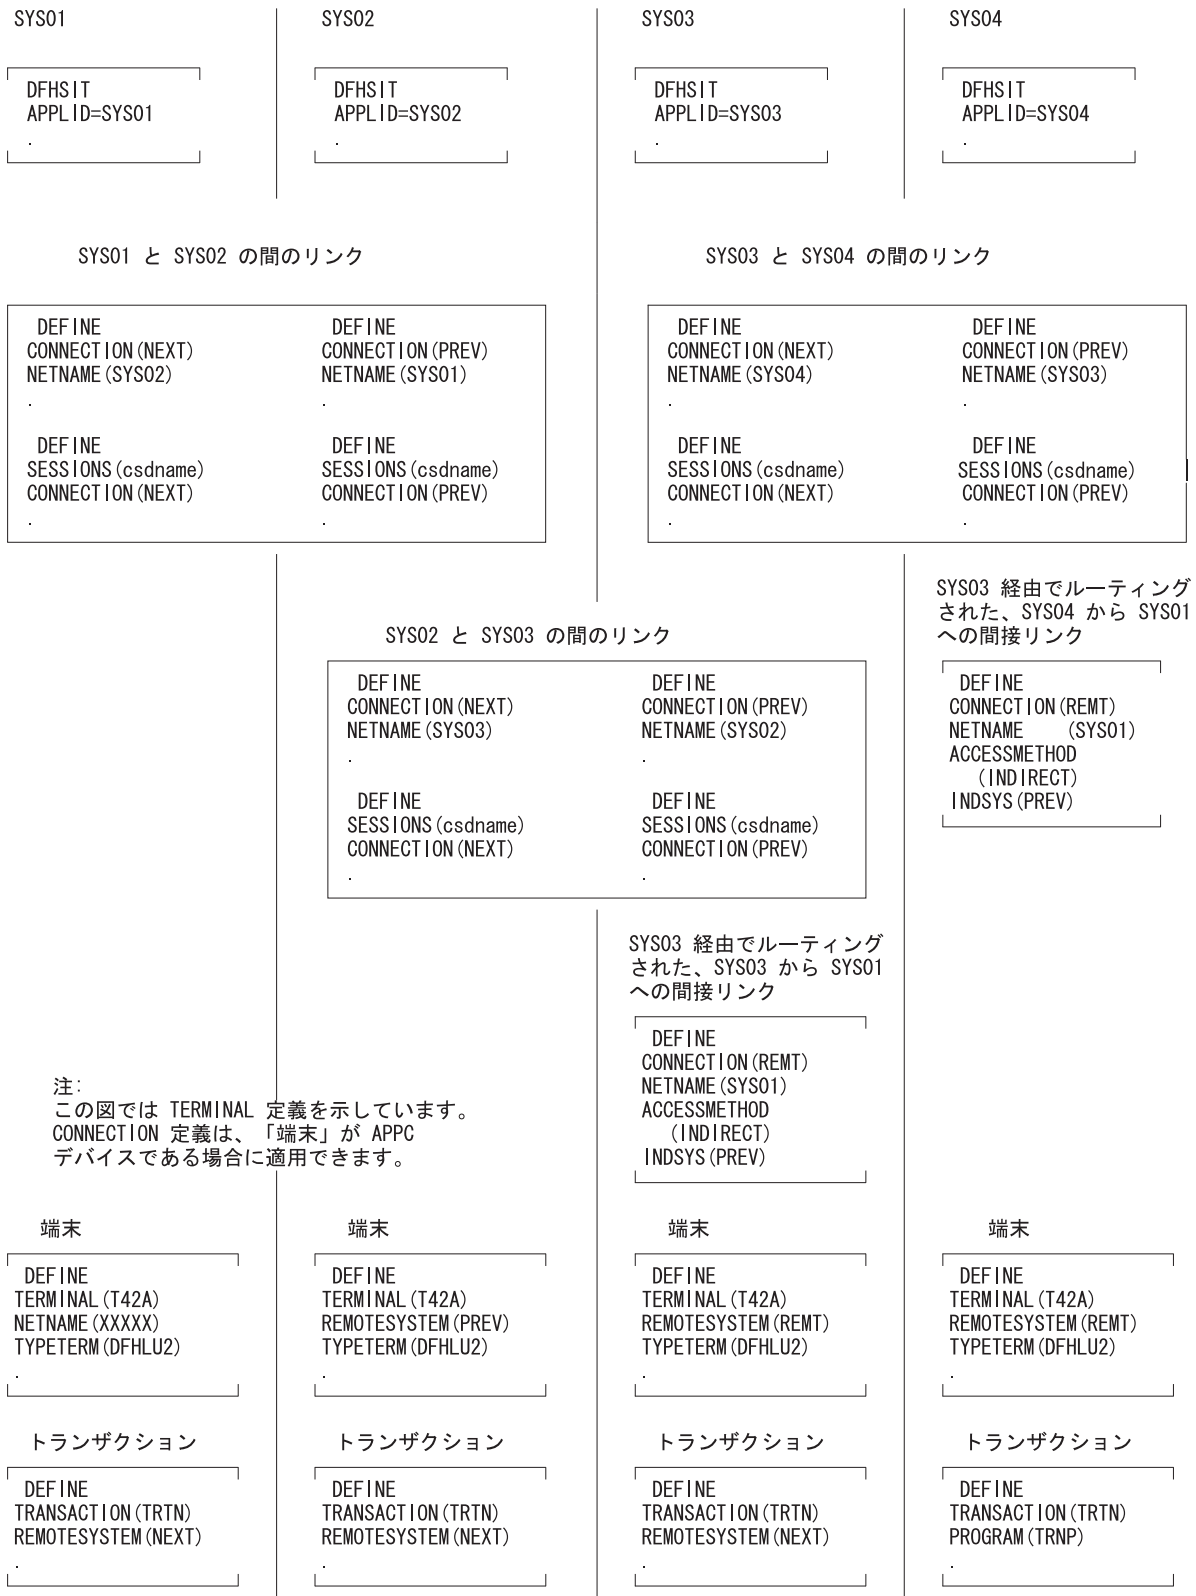 SYS01
SYS02
SYS03
SYS04
DFHSIT
APPLID=SYS01
.
DFHSIT
APPLID=SYS02
.
DFHSIT
APPLID=SYS03
.
DFHSIT
APPLID=SYS04
.
SYS01 と SYS02 の間のリンク
DEFINE
CONNECTION(NEXT)
NETNAME(SYS02)
.
DEFINE
SESSIONS(csdname)
CONNECTION(NEXT)
.
DEFINE
CONNECTION(PREV)
NETNAME(SYS01)
.
DEFINE
SESSIONS(csdname)
CONNECTION(PREV)
.
SYS03 と SYS04 の間のリンク
DEFINE
CONNECTION(NEXT)
NETNAME(SYS04)
.
DEFINE
SESSIONS(csdname)
CONNECTION(NEXT)
.
DEFINE
CONNECTION(PREV)
NETNAME(SYS03)
.
DEFINE
SESSIONS(csdname)
CONNECTION(PREV)
.
SYS02 と SYS03 の間のリンク
DEFINE
CONNECTION(NEXT)
NETNAME(SYS03)
.
DEFINE
SESSIONS(csdname)
CONNECTION(NEXT)
.
DEFINE
CONNECTION(PREV)
NETNAME(SYS02)
.
DEFINE
SESSIONS(csdname)
CONNECTION(PREV)
.
SYS03 経由でルーティング
された、SYS04 から SYS01
への間接リンク
DEFINE
CONNECTION(REMT)
NETNAME (SYS01)
ACCESSMETHOD
(INDIRECT)
INDSYS(PREV)
SYS03 経由でルーティング
された、SYS03 から SYS01
への間接リンク
DEFINE
CONNECTION(REMT)
NETNAME(SYS01)
ACCESSMETHOD
(INDIRECT)
INDSYS(PREV)
注:
この図では TERMINAL 定義を示しています。
CONNECTION 定義は、「端末」が APPC
デバイスである場合に適用できます。
端末
DEFINE
TERMINAL(T42A)
NETNAME(XXXXX)
TYPETERM(DFHLU2)
.
端末
DEFINE
TERMINAL(T42A)
REMOTESYSTEM(PREV)
TYPETERM(DFHLU2)
.
端末
DEFINE
TERMINAL(T42A)
REMOTESYSTEM(REMT)
TYPETERM(DFHLU2)
.
端末
DEFINE
TERMINAL(T42A)
REMOTESYSTEM(REMT)
TYPETERM(DFHLU2)
.
トランザクション
DEFINE
TRANSACTION(TRTN)
REMOTESYSTEM(NEXT)
.
トランザクション
DEFINE
TRANSACTION(TRTN)
REMOTESYSTEM(NEXT)
.
トランザクション
DEFINE
TRANSACTION(TRTN)
REMOTESYSTEM(NEXT)
.
トランザクション
DEFINE
TRANSACTION(TRTN)
PROGRAM(TRNP)
.